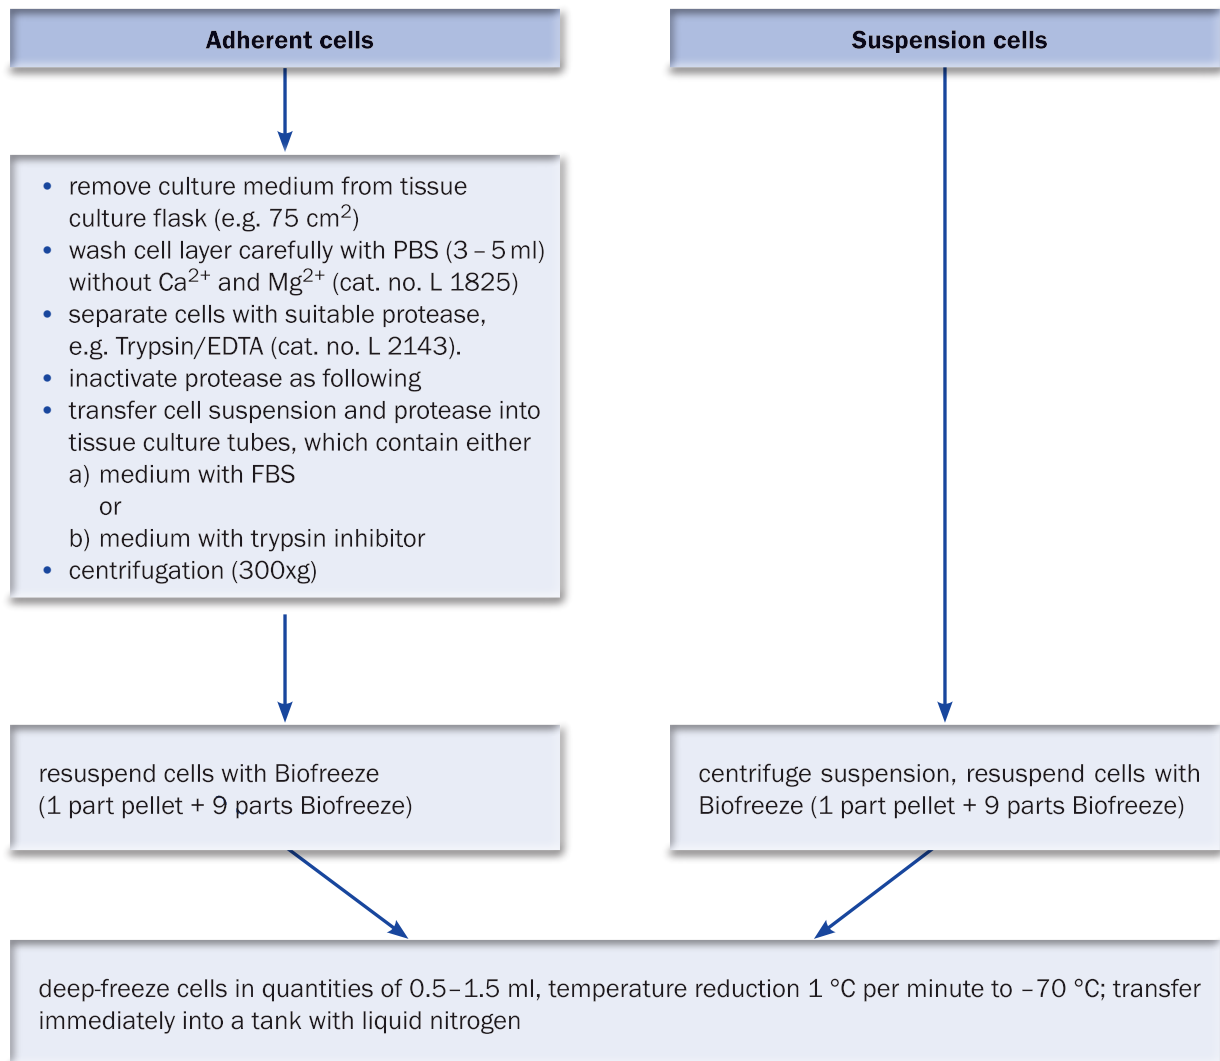 Adherent cells
Suspension cells
• remove culture medium from tissue
culture flask (e.g. 75 cm²)
• wash cell layer carefully with PBS (3 – 5 ml)
without Ca²⁺ and Mg²⁺ (cat. no. L 1825)
• separate cells with suitable protease,
e.g. Trypsin/EDTA (cat. no. L 2143).
• inactivate protease as following
• transfer cell suspension and protease into
tissue culture tubes, which contain either
a) medium with FBS
or
b) medium with trypsin inhibitor
• centrifugation (300xg)
resuspend cells with Biofreeze
(1 part pellet + 9 parts Biofreeze)
centrifuge suspension, resuspend cells with
Biofreeze (1 part pellet + 9 parts Biofreeze)
deep-freeze cells in quantities of 0.5–1.5 ml, temperature reduction 1 °C per minute to –70 °C; transfer
immediately into a tank with liquid nitrogen